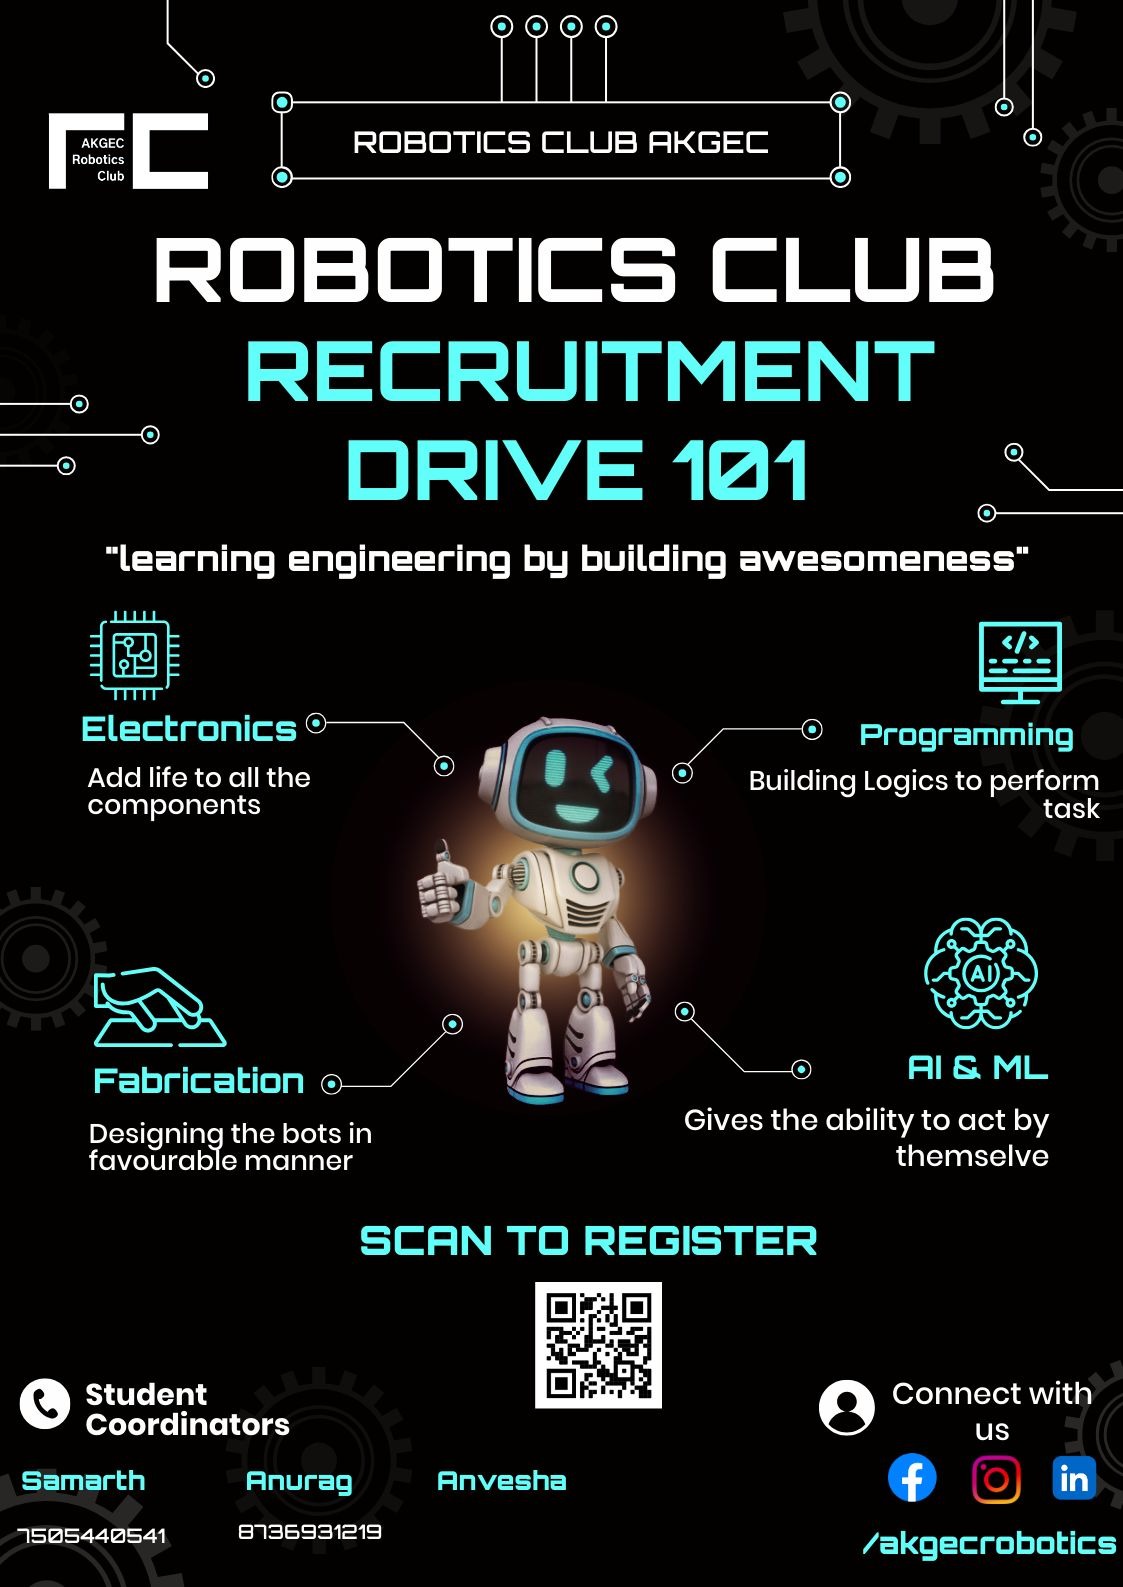 AKGEC
Robotics
Club
ROBOTICS CLUB AKGEC
ROBOTICS CLUB
RECRUITMENT
DRIVE 101
"learning engineering by building awesomeness"
Electronics
Add life to all the
components
Programming
Building Logics to perform
task
Fabrication
Designing the bots in
favourable manner
AI
AI & ML
Gives the ability to act by
themselve
SCAN TO REGISTER
Student
Coordinators
Samarth
Anurag
Anvesha
7505440541
8736931219
Connect with
us
/akgecrobotics